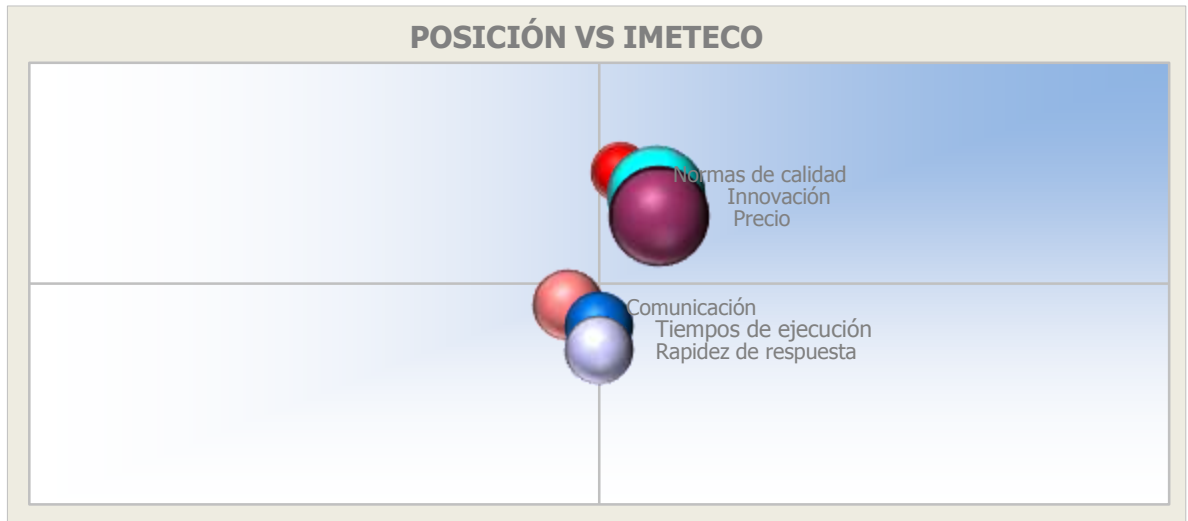 POSICIÓN VS IMETECO
Normas de calidad
Innovación
Precio
Comunicación
Tiempos de ejecución
Rapidez de respuesta